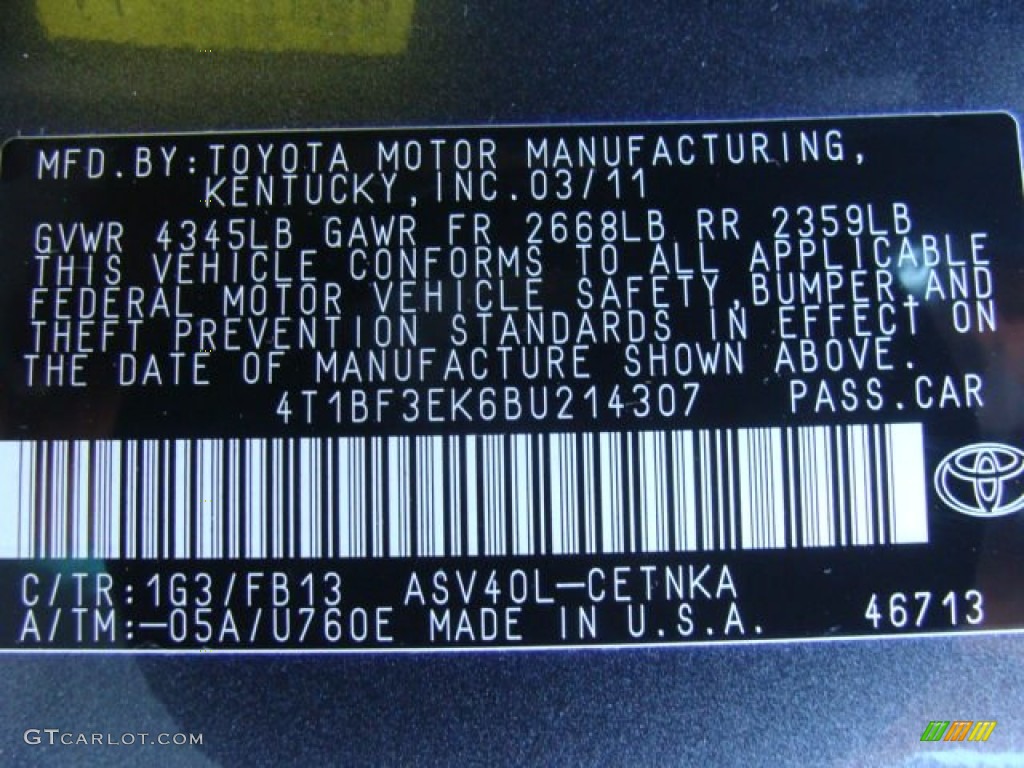 MFD.BY:TOYOTA MOTOR MANUFACTURING,
KENTUCKY,INC.03/11
GVWR 4345LB GAWR FR 2668LB RR 2359LB
THIS VEHICLE CONFORMS TO ALL APPLICABLE
FEDERAL MOTOR VEHICLE SAFETY,BUMPER,AND
THEFT PREVENTION STANDARDS IN EFFECT ON
THE DATE OF MANUFACTURE SHOWN ABOVE.
4T1BF3EK6BU214307 PASS.CAR
C/TR:1G3/FB13 ASV40L-CETNKA
A/TM:-05A/U760E MADE IN U.S.A. 46713
GTCARLOT.COM